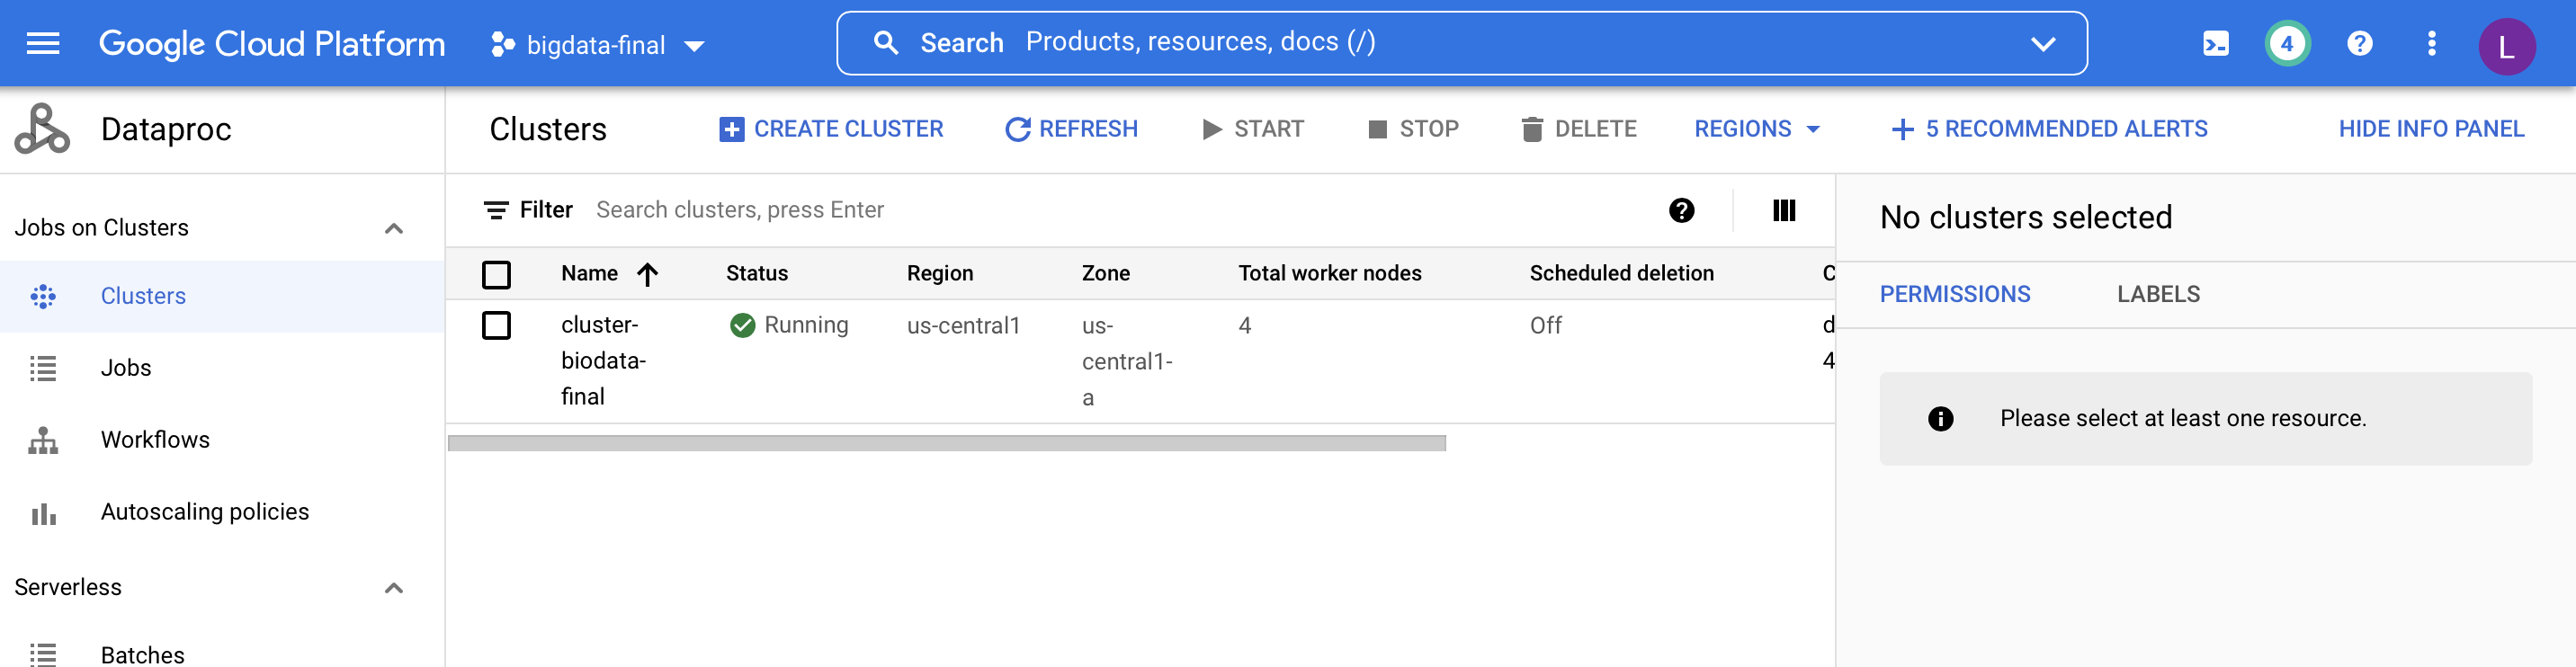 Google Cloud Platform
bigdata-final
Search Products, resources, docs (/)
4
L
Dataproc
Clusters
CREATE CLUSTER
REFRESH
START
STOP
DELETE
REGIONS
5 RECOMMENDED ALERTS
HIDE INFO PANEL
Jobs on Clusters
Clusters
Jobs
Workflows
Autoscaling policies
Serverless
Batches
Filter Search clusters, press Enter
Name Status Region Zone Total worker nodes Scheduled deletion C
cluster- Running us-central1 us- 4 Off d
biodata- central1- 4
final a
No clusters selected
PERMISSIONS LABELS
Please select at least one resource.